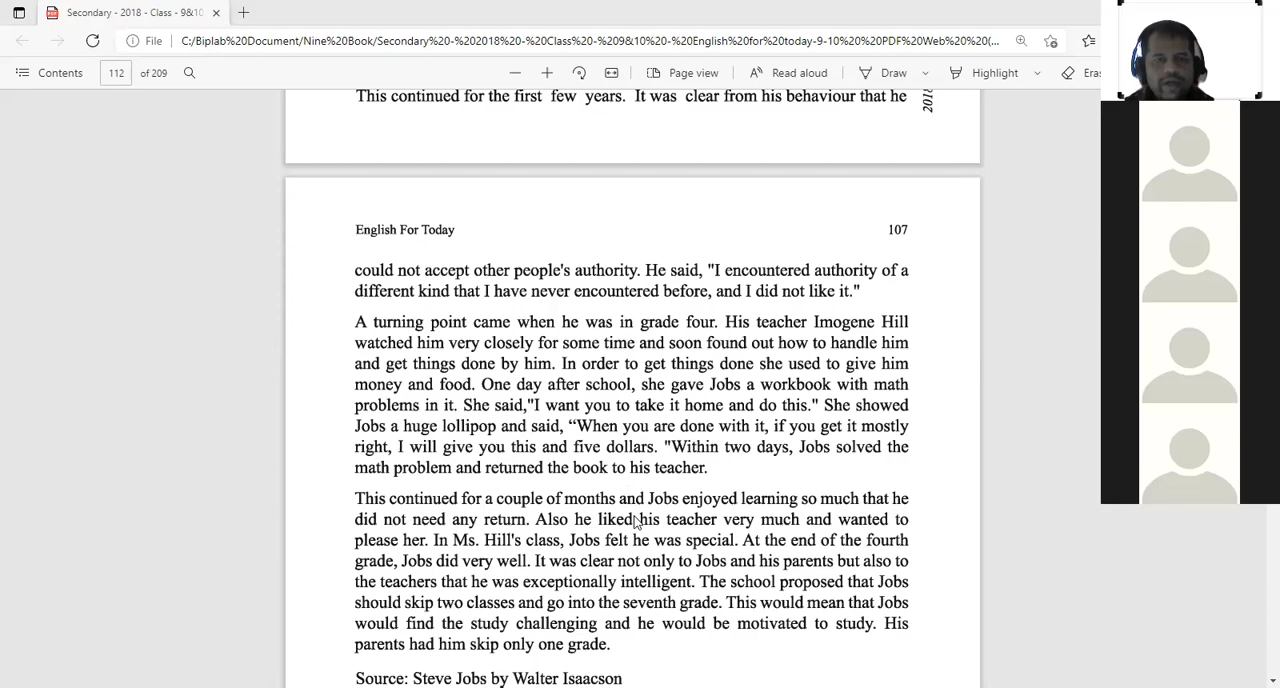 Secondary - 2018 - Class - 9&10
File
C:/Biplab%20Document/Nine%20Book/Secondary%20-%202018%20-%20Class%20-%209&10%20-%20English%20for%20today-9-10%20%20PDF%20Web%20%20(...
Contents 112 of 209 Page view Read aloud Draw Highlight Eras
This continued for the first few years. It was clear from his behaviour that he
English For Today 107
could not accept other people's authority. He said, "I encountered authority of a
different kind that I have never encountered before, and I did not like it."
A turning point came when he was in grade four. His teacher Imogene Hill
watched him very closely for some time and soon found out how to handle him
and get things done by him. In order to get things done she used to give him
money and food. One day after school, she gave Jobs a workbook with math
problems in it. She said,"I want you to take it home and do this." She showed
Jobs a huge lollipop and said, “When you are done with it, if you get it mostly
right, I will give you this and five dollars. "Within two days, Jobs solved the
math problem and returned the book to his teacher.
This continued for a couple of months and Jobs enjoyed learning so much that he
did not need any return. Also he liked his teacher very much and wanted to
please her. In Ms. Hill's class, Jobs felt he was special. At the end of the fourth
grade, Jobs did very well. It was clear not only to Jobs and his parents but also to
the teachers that he was exceptionally intelligent. The school proposed that Jobs
should skip two classes and go into the seventh grade. This would mean that Jobs
would find the study challenging and he would be motivated to study. His
parents had him skip only one grade.
Source: Steve Jobs by Walter Isaacson